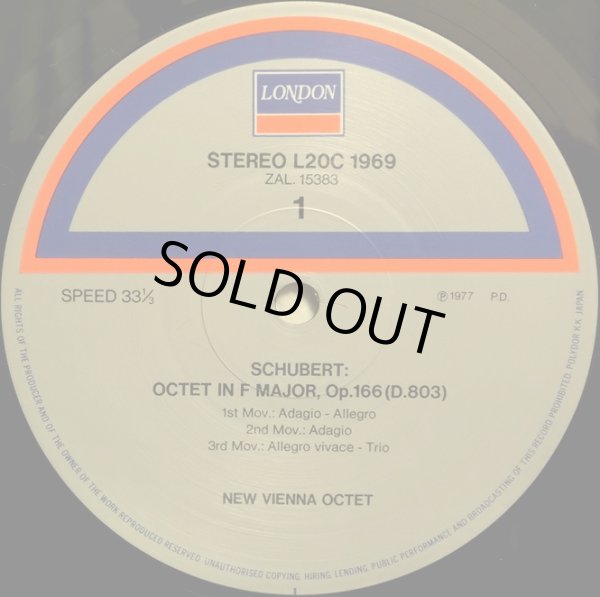 LONDON
STEREO L20C 1969
ZAL. 15383
1
SPEED 33⅓
℗1977 P.D.
SOLD OUT
SCHUBERT:
OCTET IN F MAJOR, Op.166 (D.803)
1st Mov.: Adagio - Allegro
2nd Mov.: Adagio
3rd Mov.: Allegro vivace - Trio
NEW VIENNA OCTET
ALL RIGHTS OF THE PRODUCER AND OF THE OWNER OF THE WORK REPRODUCED RESERVED. UNAUTHORISED COPYING, HIRING, LENDING, PUBLIC PERFORMANCE AND BROADCASTING OF THIS RECORD PROHIBITED. POLYDOR K.K. JAPAN